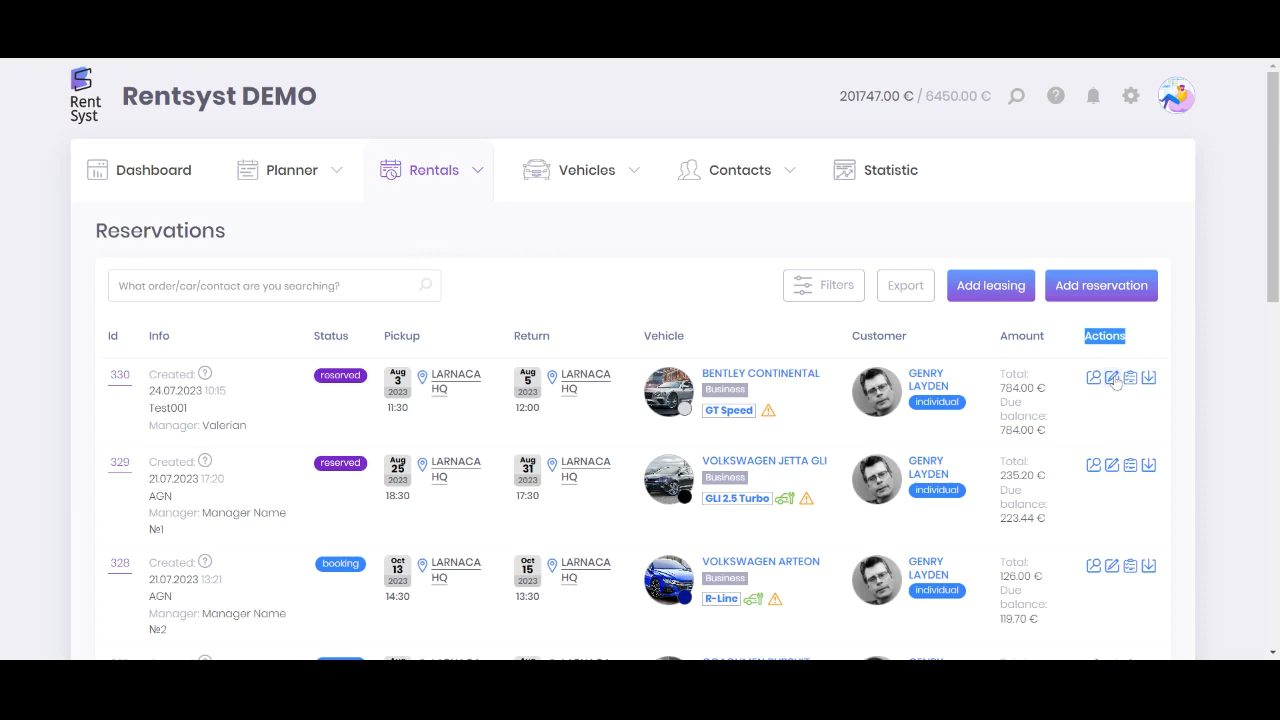 Rent
Syst
Rentsyst DEMO
201747.00 € / 6450.00 €
Dashboard
Planner
Rentals
Vehicles
Contacts
Statistic
Reservations
What order/car/contact are you searching?
Filters
Export
Add leasing
Add reservation
Id
Info
Status
Pickup
Return
Vehicle
Customer
Amount
Actions
330
Created:
24.07.2023 10:15
Test001
Manager: Valerian
reserved
Aug
3
2023
LARNACA
HQ
11:30
Aug
5
2023
LARNACA
HQ
12:00
BENTLEY CONTINENTAL
Business
GT Speed
GENRY
LAYDEN
individual
Total:
784.00 €
Due
balance:
784.00 €
329
Created:
21.07.2023 17:20
AGN
Manager: Manager Name
№1
reserved
Aug
25
2023
LARNACA
HQ
18:30
Aug
31
2023
LARNACA
HQ
17:30
VOLKSWAGEN JETTA GLI
Business
GLI 2.5 Turbo
GENRY
LAYDEN
individual
Total:
235.20 €
Due
balance:
223.44 €
328
Created:
21.07.2023 13:21
AGN
Manager: Manager Name
№2
booking
Oct
13
2023
LARNACA
HQ
14:30
Oct
15
2023
LARNACA
HQ
13:30
VOLKSWAGEN ARTEON
Business
R-Line
GENRY
LAYDEN
individual
Total:
126.00 €
Due
balance:
119.70 €